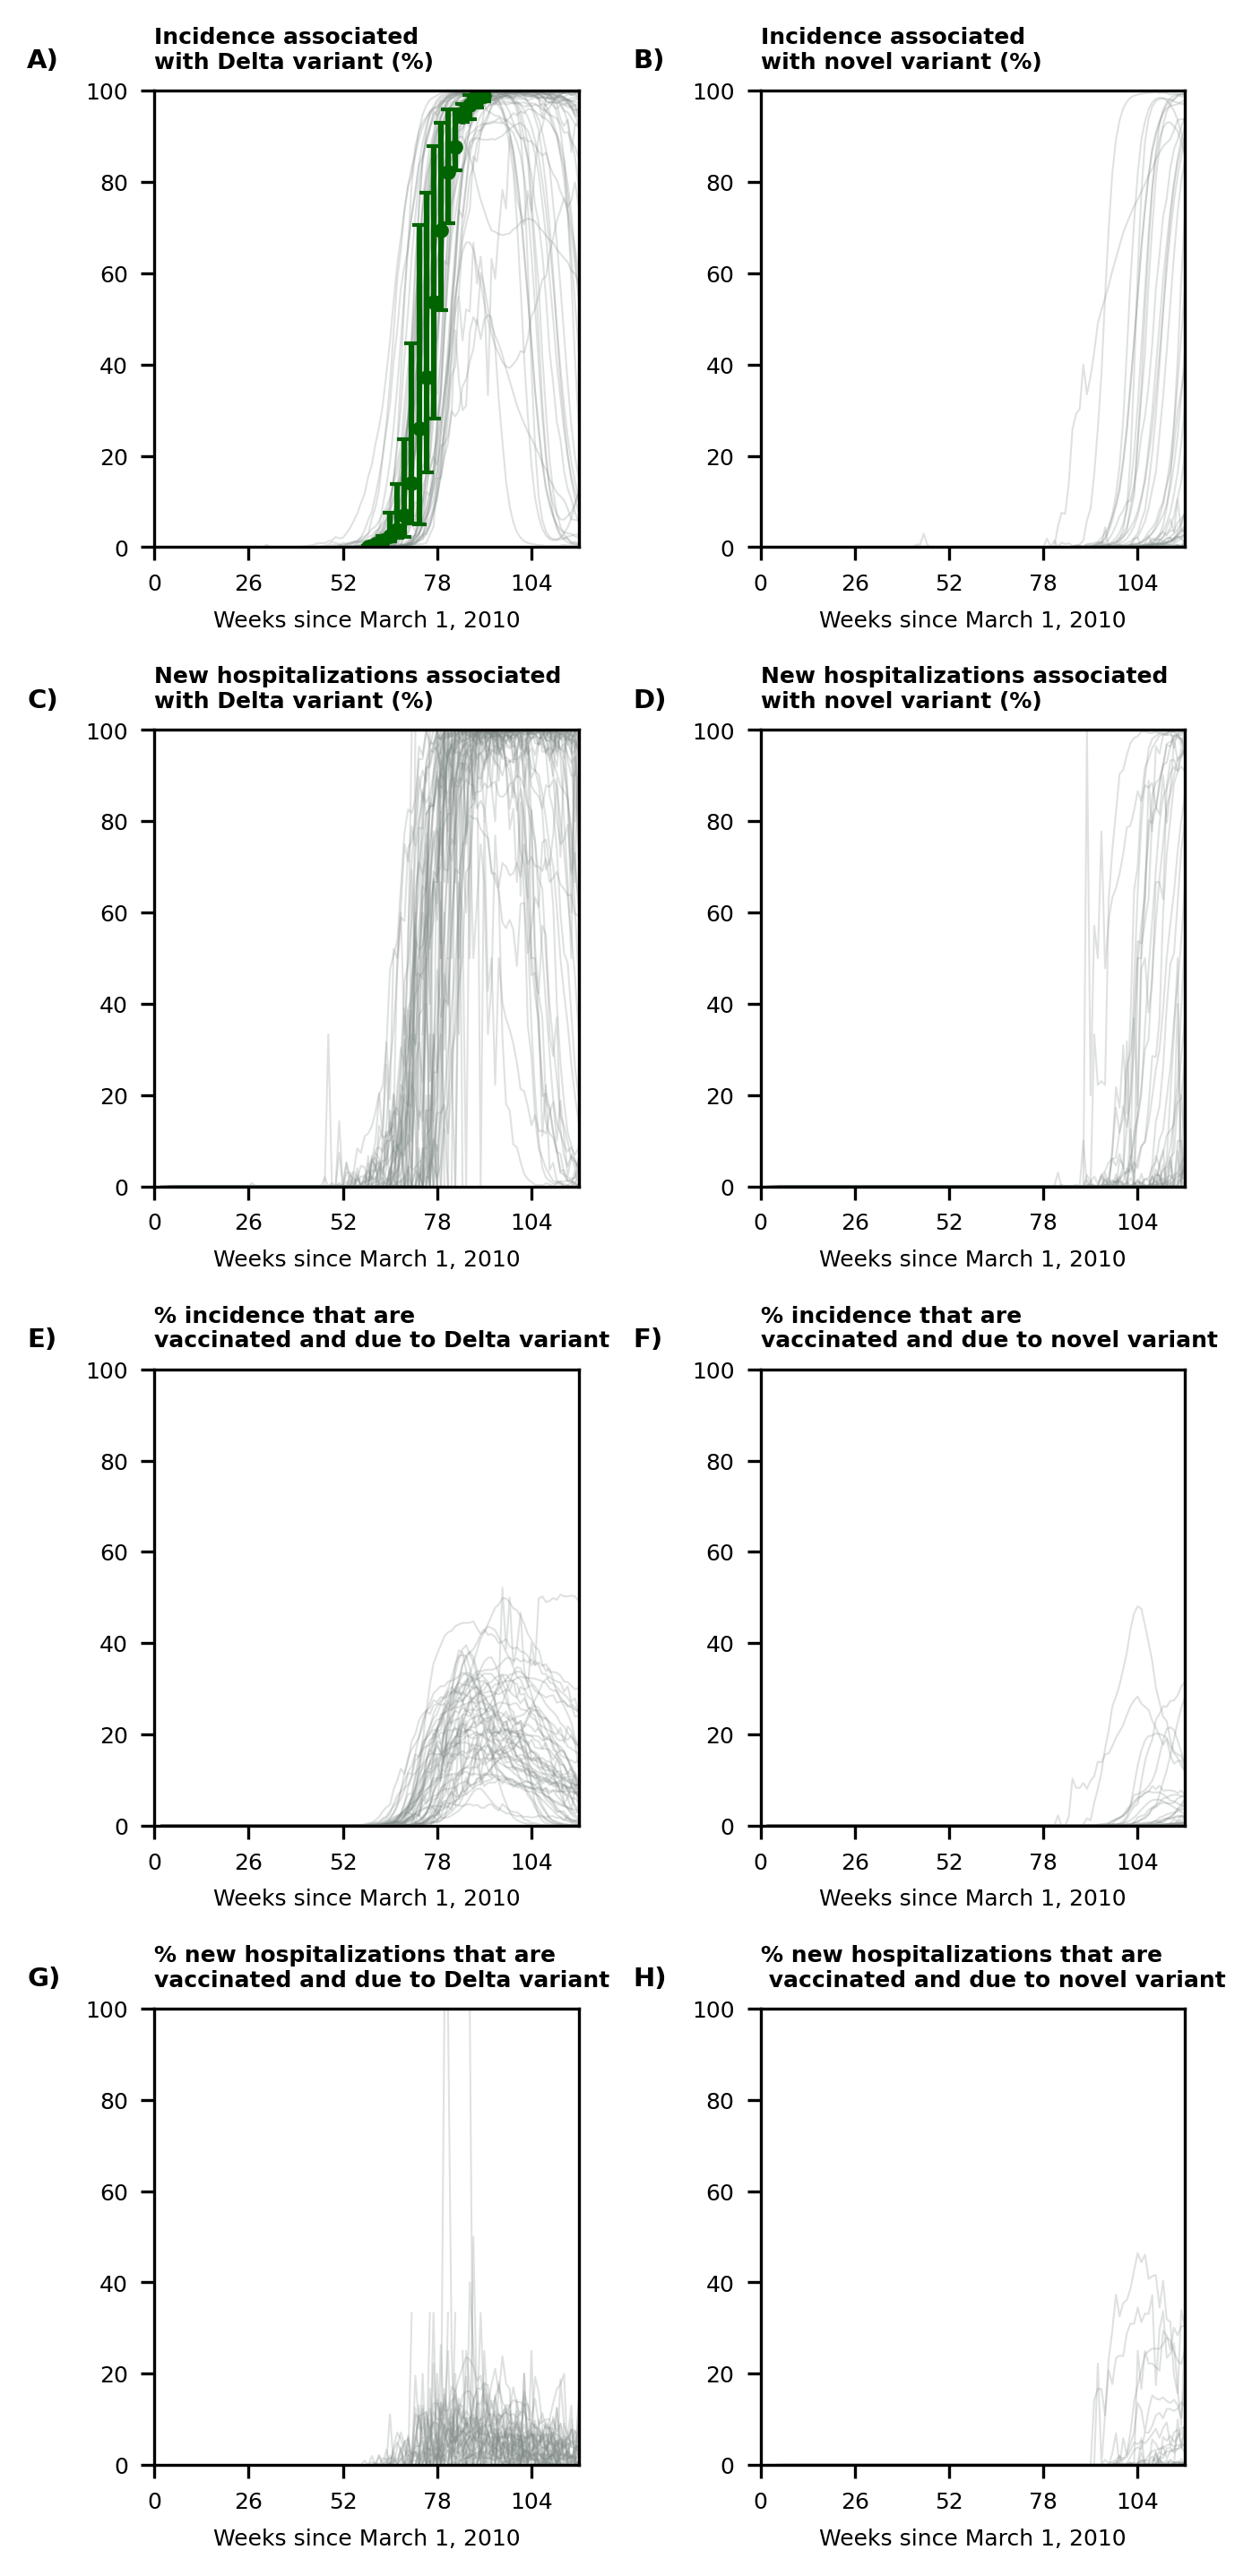 A)
Incidence associated
with Delta variant (%)
100
80
60
40
20
0
0 26 52 78 104
Weeks since March 1, 2010
B)
Incidence associated
with novel variant (%)
100
80
60
40
20
0
0 26 52 78 104
Weeks since March 1, 2010
C)
New hospitalizations associated
with Delta variant (%)
100
80
60
40
20
0
0 26 52 78 104
Weeks since March 1, 2010
D)
New hospitalizations associated
with novel variant (%)
100
80
60
40
20
0
0 26 52 78 104
Weeks since March 1, 2010
E)
% incidence that are
vaccinated and due to Delta variant
100
80
60
40
20
0
0 26 52 78 104
Weeks since March 1, 2010
F)
% incidence that are
vaccinated and due to novel variant
100
80
60
40
20
0
0 26 52 78 104
Weeks since March 1, 2010
G)
% new hospitalizations that are
vaccinated and due to Delta variant
100
80
60
40
20
0
0 26 52 78 104
Weeks since March 1, 2010
H)
% new hospitalizations that are
vaccinated and due to novel variant
100
80
60
40
20
0
0 26 52 78 104
Weeks since March 1, 2010